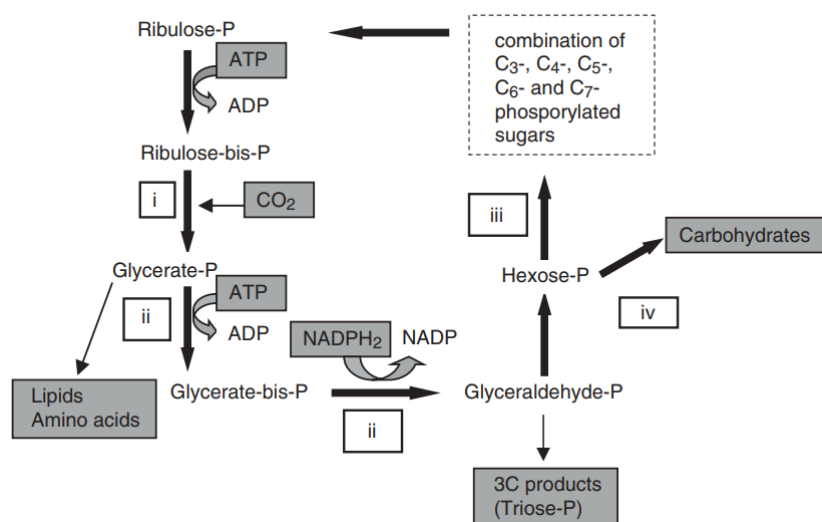 Ribulose-P
ATP
ADP
Ribulose-bis-P
i
CO₂
Glycerate-P
ii
ATP
ADP
Lipids
Amino acids
Glycerate-bis-P
NADPH₂
NADP
ii
Glyceraldehyde-P
3C products
(Triose-P)
Hexose-P
iv
Carbohydrates
iii
combination of
C₃-, C₄-, C₅-,
C₆- and C₇-
phosporylated
sugars